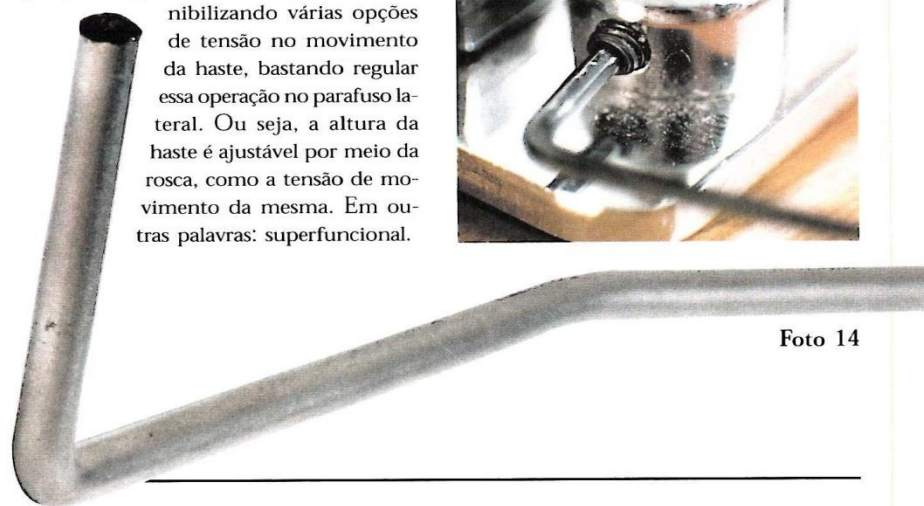 nibilizando várias opções
de tensão no movimento
da haste, bastando regular
essa operação no parafuso la-
teral. Ou seja, a altura da
haste é ajustável por meio da
rosca, como a tensão de mo-
vimento da mesma. Em ou-
tras palavras: superfuncional.
Foto 14